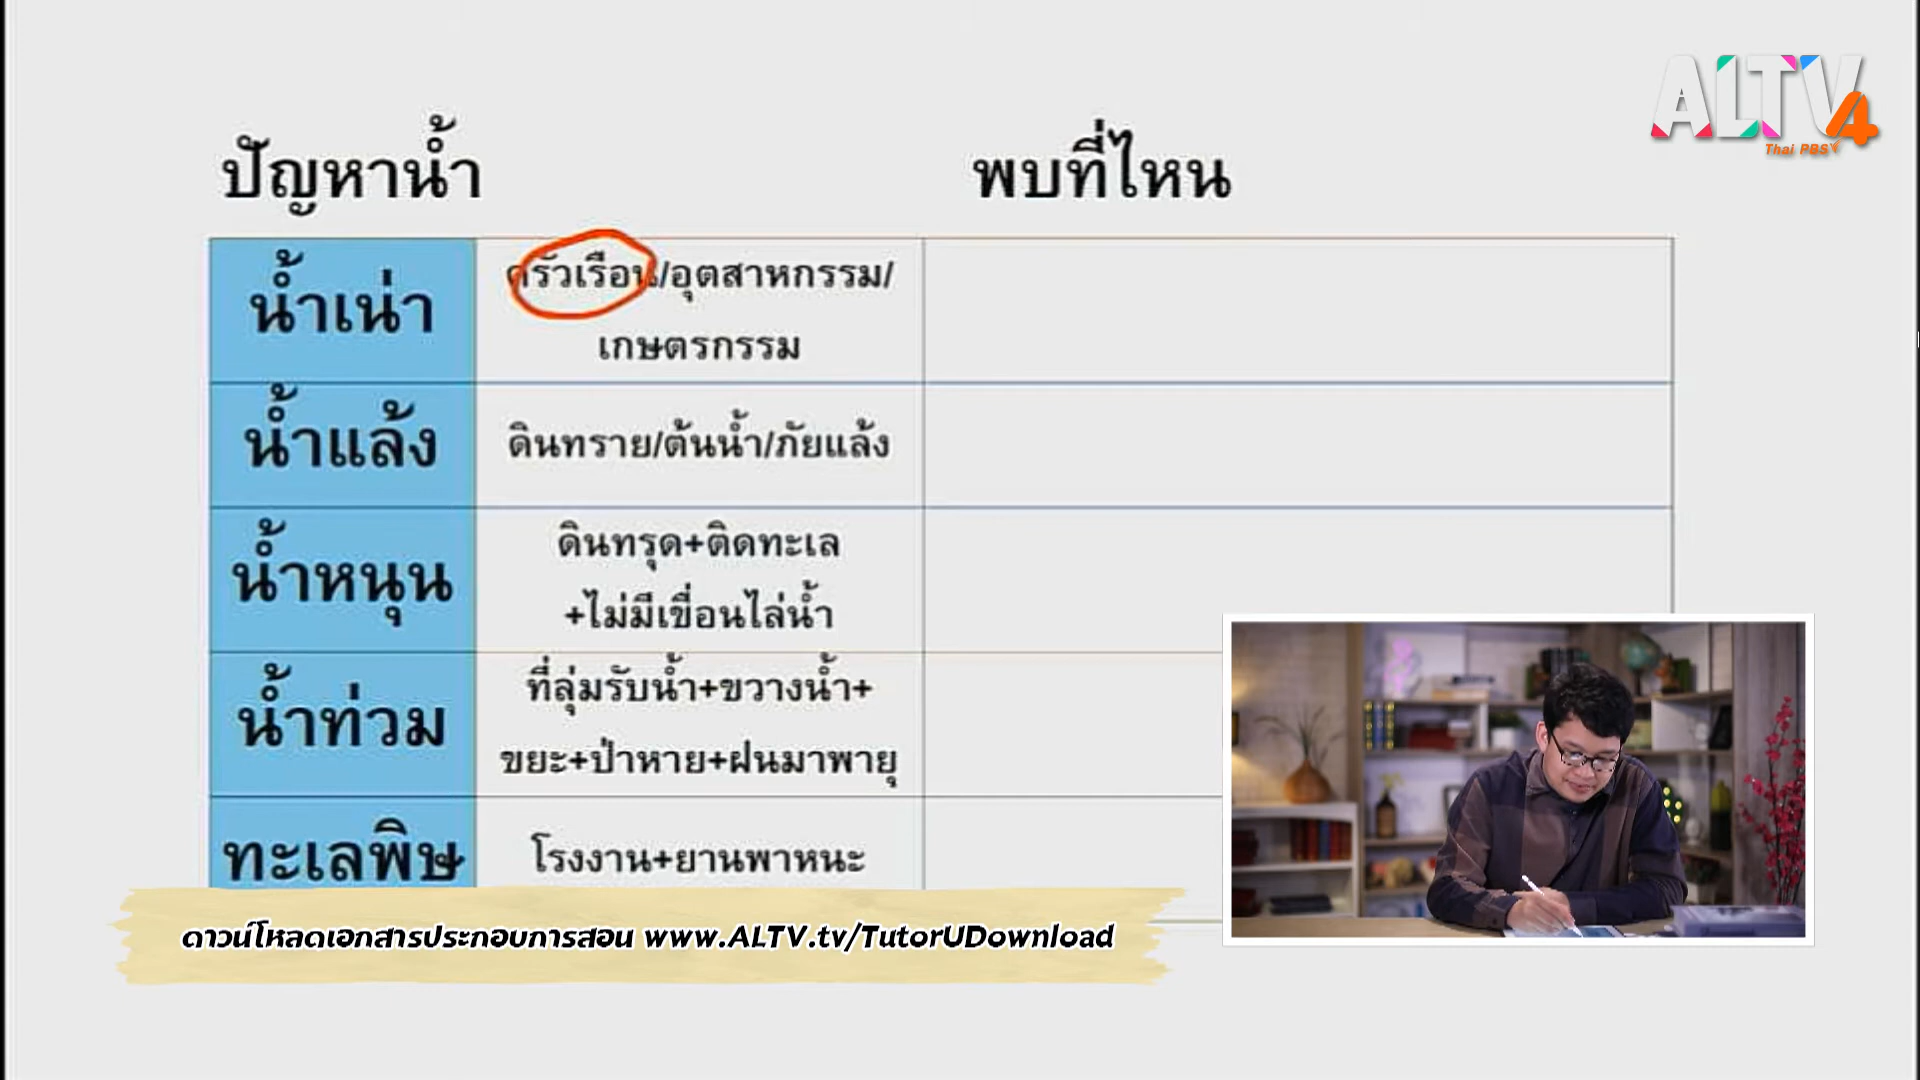 ALTV4
Thai PBS
ปัญหาน้ำ
พบที่ไหน
น้ำเน่า
ครัวเรือน/อุตสาหกรรม/
เกษตรกรรม
น้ำแล้ง
ดินทราย/ต้นน้ำ/ภัยแล้ง
น้ำหนุน
ดินทรุด+ติดทะเล
+ไม่มีเขื่อนไล่น้ำ
น้ำท่วม
ที่ลุ่มรับน้ำ+ขวางน้ำ+
ขยะ+ป่าหาย+ฝนมาพายุ
ทะเลพิษ
โรงงาน+ยานพาหนะ
ดาวน์โหลดเอกสารประกอบการสอน www.ALTV.tv/TutorUDownload